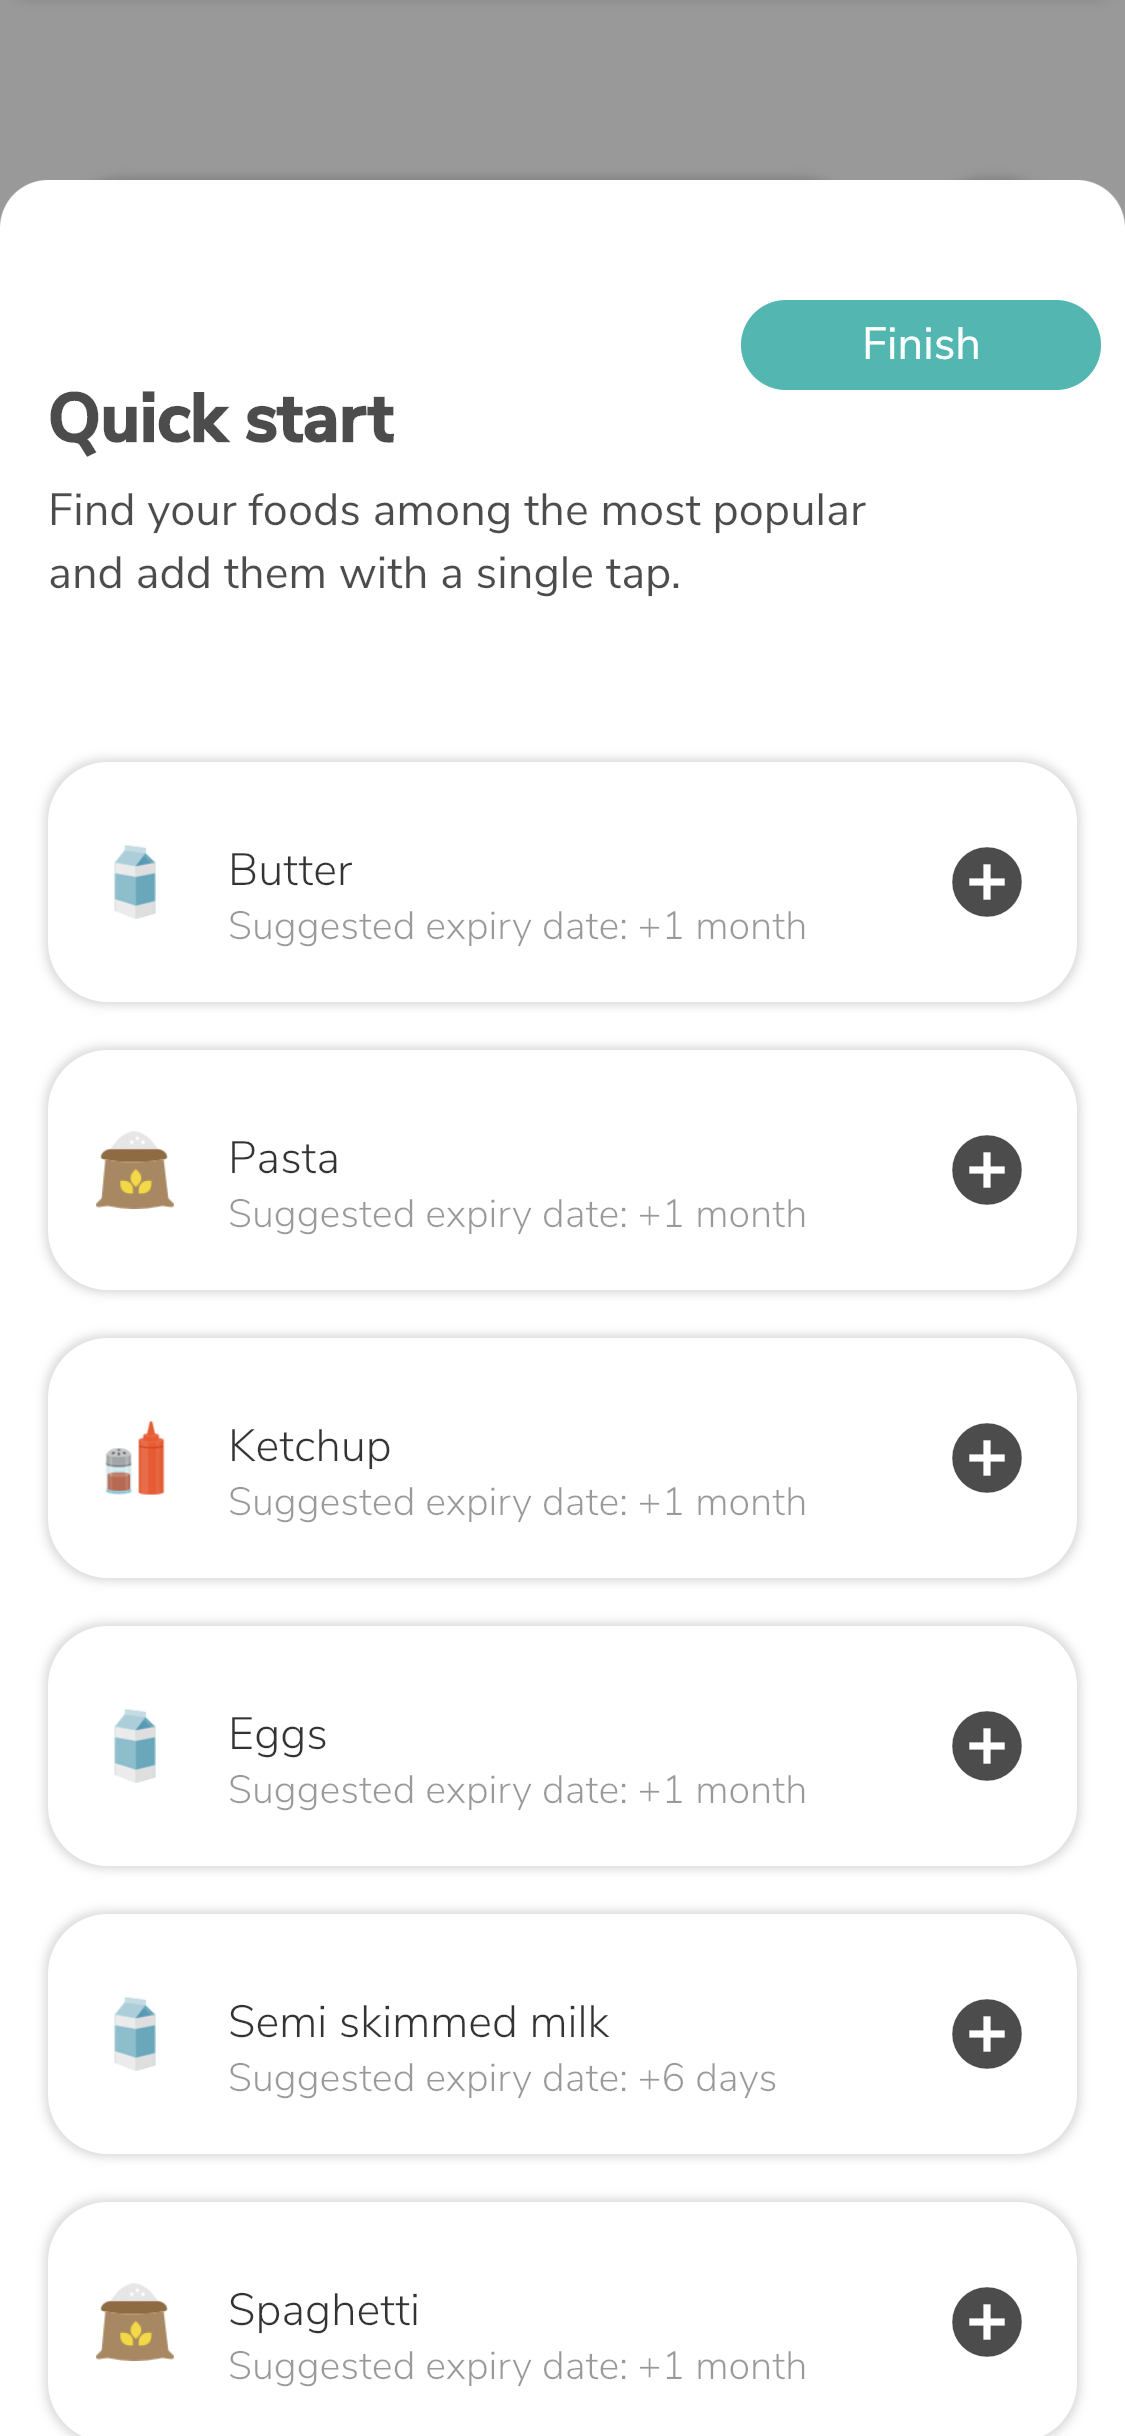 Finish
Quick start
Find your foods among the most popular
and add them with a single tap.
Butter
Suggested expiry date: +1 month
Pasta
Suggested expiry date: +1 month
Ketchup
Suggested expiry date: +1 month
Eggs
Suggested expiry date: +1 month
Semi skimmed milk
Suggested expiry date: +6 days
Spaghetti
Suggested expiry date: +1 month